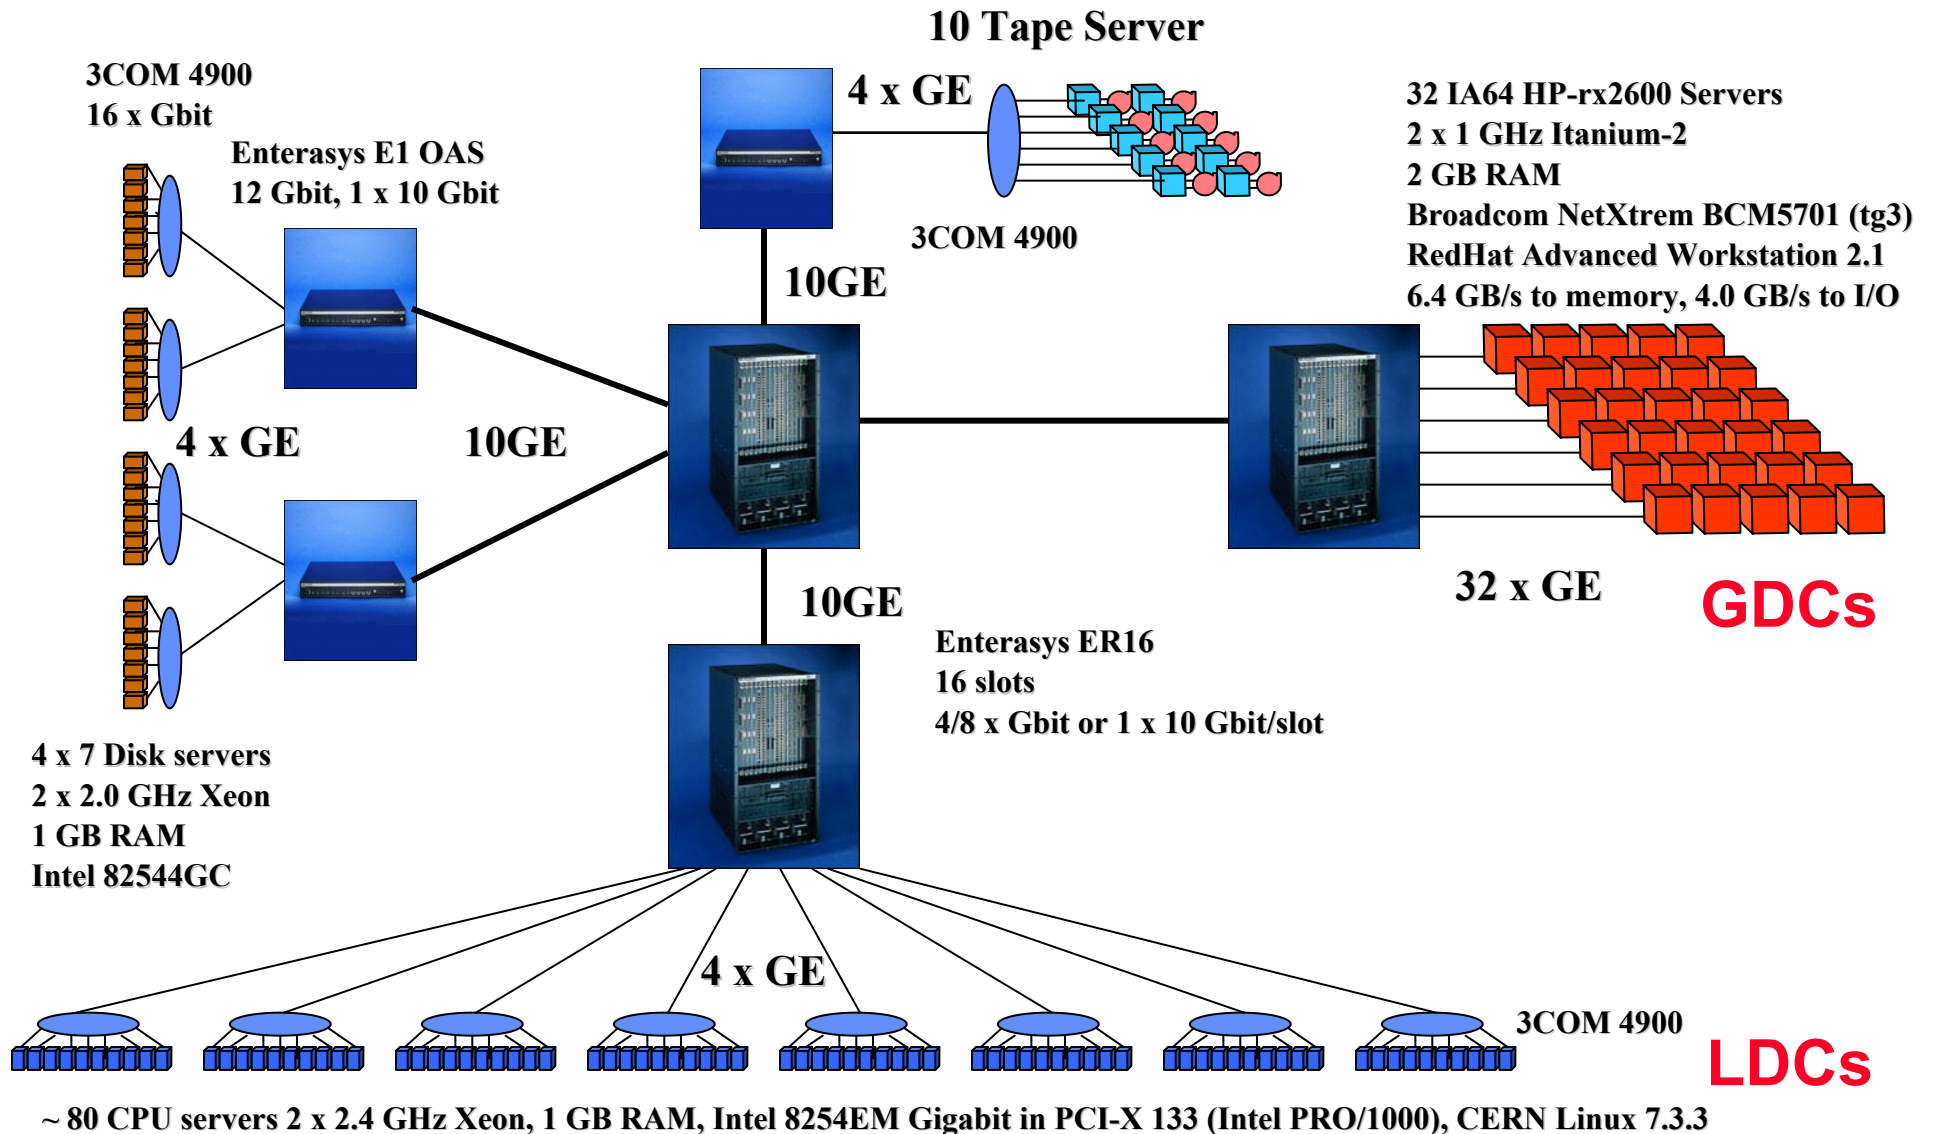 10 Tape Server
3COM 4900
16 x Gbit
Enterasys E1 OAS
12 Gbit, 1 x 10 Gbit
4 x GE
3COM 4900
32 IA64 HP-rx2600 Servers
2 x 1 GHz Itanium-2
2 GB RAM
Broadcom NetXtrem BCM5701 (tg3)
RedHat Advanced Workstation 2.1
6.4 GB/s to memory, 4.0 GB/s to I/O
10GE
4 x GE
10GE
32 x GE
GDCs
10GE
Enterasys ER16
16 slots
4/8 x Gbit or 1 x 10 Gbit/slot
4 x 7 Disk servers
2 x 2.0 GHz Xeon
1 GB RAM
Intel 82544GC
4 x GE
3COM 4900
LDCs
~ 80 CPU servers 2 x 2.4 GHz Xeon, 1 GB RAM, Intel 8254EM Gigabit in PCI-X 133 (Intel PRO/1000), CERN Linux 7.3.3